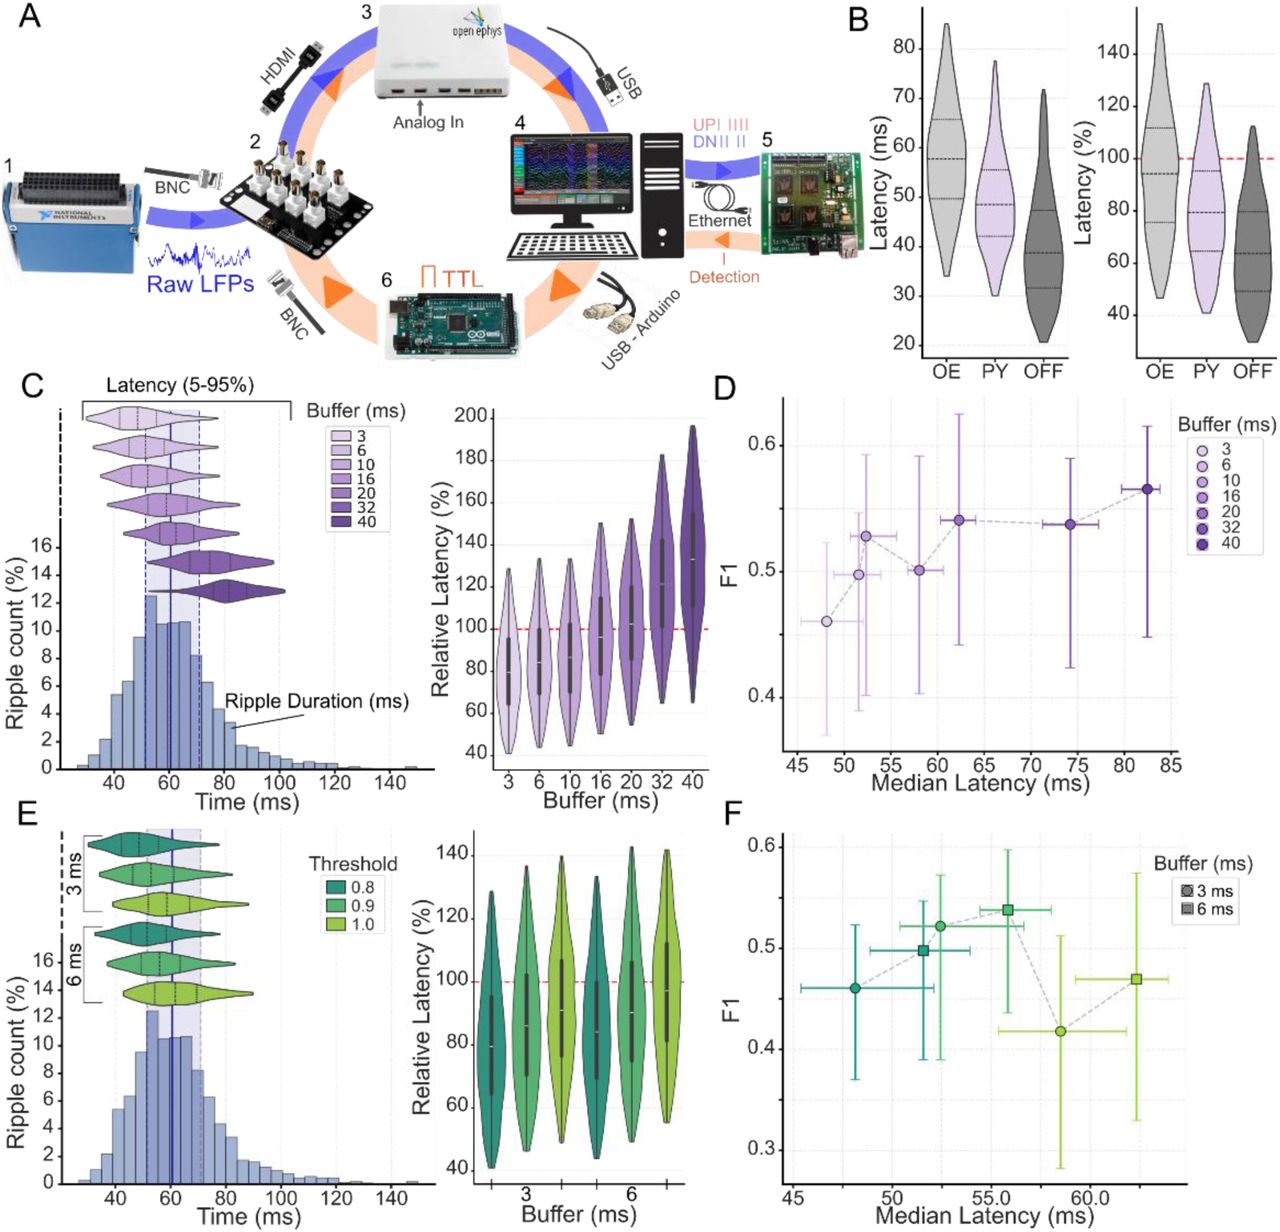 A
1
NATIONAL
INSTRUMENTS
BNC
Raw LFPs
2
HDMI
3
open ephys
Analog In
USB
4
UP| ||||
DN|| ||
Ethernet
Detection
5
6
TTL
BNC
USB - Arduino
B
Latency (ms)
80
70
60
50
40
30
20
OE PY OFF
Latency (%)
140
120
100
80
60
40
OE PY OFF
C
Latency (5-95%)
Buffer (ms)
3
6
10
16
20
32
40
Ripple count (%)
16
14
12
10
8
6
4
2
0
Ripple Duration (ms)
40 60 80 100 120 140
Time (ms)
Relative Latency (%)
200
180
160
140
120
100
80
60
40
3 6 10 16 20 32 40
Buffer (ms)
D
F1
0.6
0.5
0.4
Buffer (ms)
3
6
10
16
20
32
40
45 50 55 60 65 70 75 80 85
Median Latency (ms)
E
3 ms
6 ms
Threshold
0.8
0.9
1.0
Ripple count (%)
16
14
12
10
8
6
4
2
0
40 60 80 100 120 140
Time (ms)
Relative Latency (%)
140
120
100
80
60
40
3 6
Buffer (ms)
F
F1
0.6
0.5
0.4
0.3
Buffer (ms)
3 ms
6 ms
45 50 55.0 60.0
Median Latency (ms)